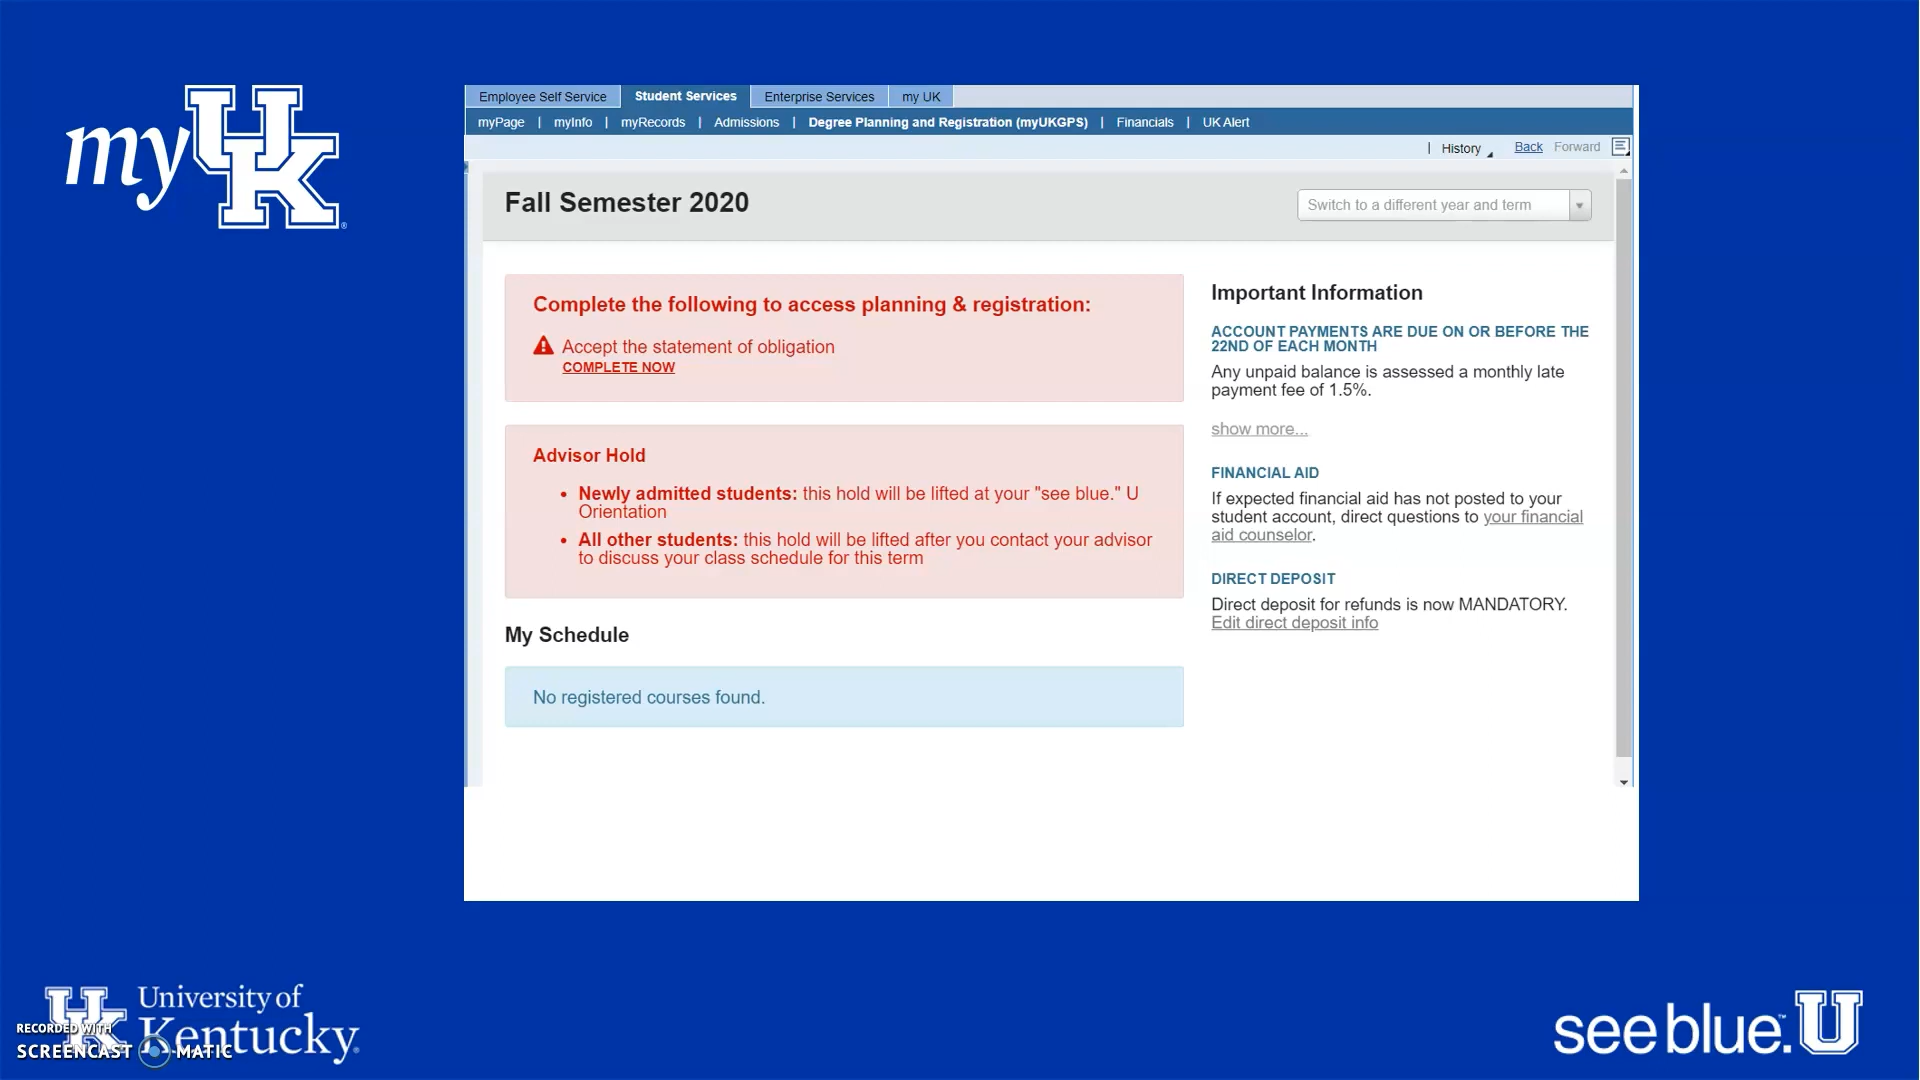 my UK
Employee Self Service
Student Services
Enterprise Services
my UK
myPage | myInfo | myRecords | Admissions | Degree Planning and Registration (myUKGPS) | Financials | UK Alert
| History Back Forward
Fall Semester 2020
Switch to a different year and term
Complete the following to access planning & registration:
Accept the statement of obligation
COMPLETE NOW
Advisor Hold
• Newly admitted students: this hold will be lifted at your "see blue." U
Orientation
• All other students: this hold will be lifted after you contact your advisor
to discuss your class schedule for this term
My Schedule
No registered courses found.
Important Information
ACCOUNT PAYMENTS ARE DUE ON OR BEFORE THE
22ND OF EACH MONTH
Any unpaid balance is assessed a monthly late
payment fee of 1.5%.
show more...
FINANCIAL AID
If expected financial aid has not posted to your
student account, direct questions to your financial
aid counselor.
DIRECT DEPOSIT
Direct deposit for refunds is now MANDATORY.
Edit direct deposit info
UK University of
Kentucky
RECORDED WITH
SCREENCAST MATIC
see blue.™ U